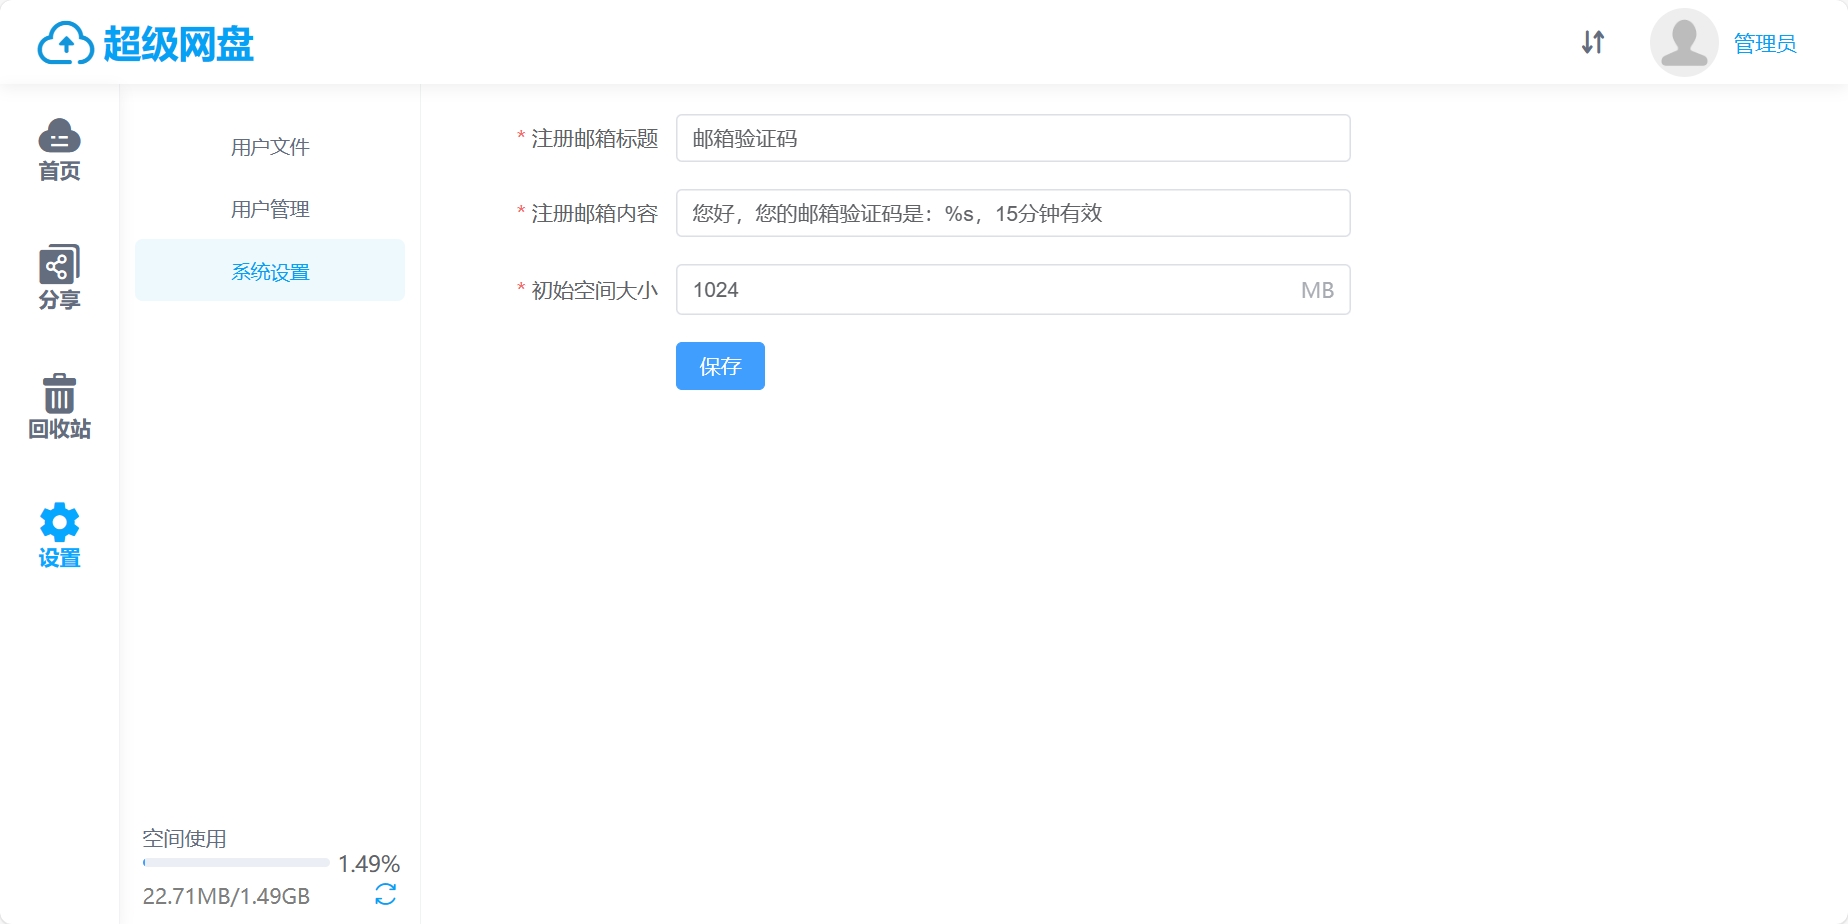 超级网盘
管理员
首页
分享
回收站
设置
用户文件
用户管理
系统设置
* 注册邮箱标题 邮箱验证码
* 注册邮箱内容 您好，您的邮箱验证码是：%s，15分钟有效
* 初始空间大小 1024 MB
保存
空间使用
1.49%
22.71MB/1.49GB